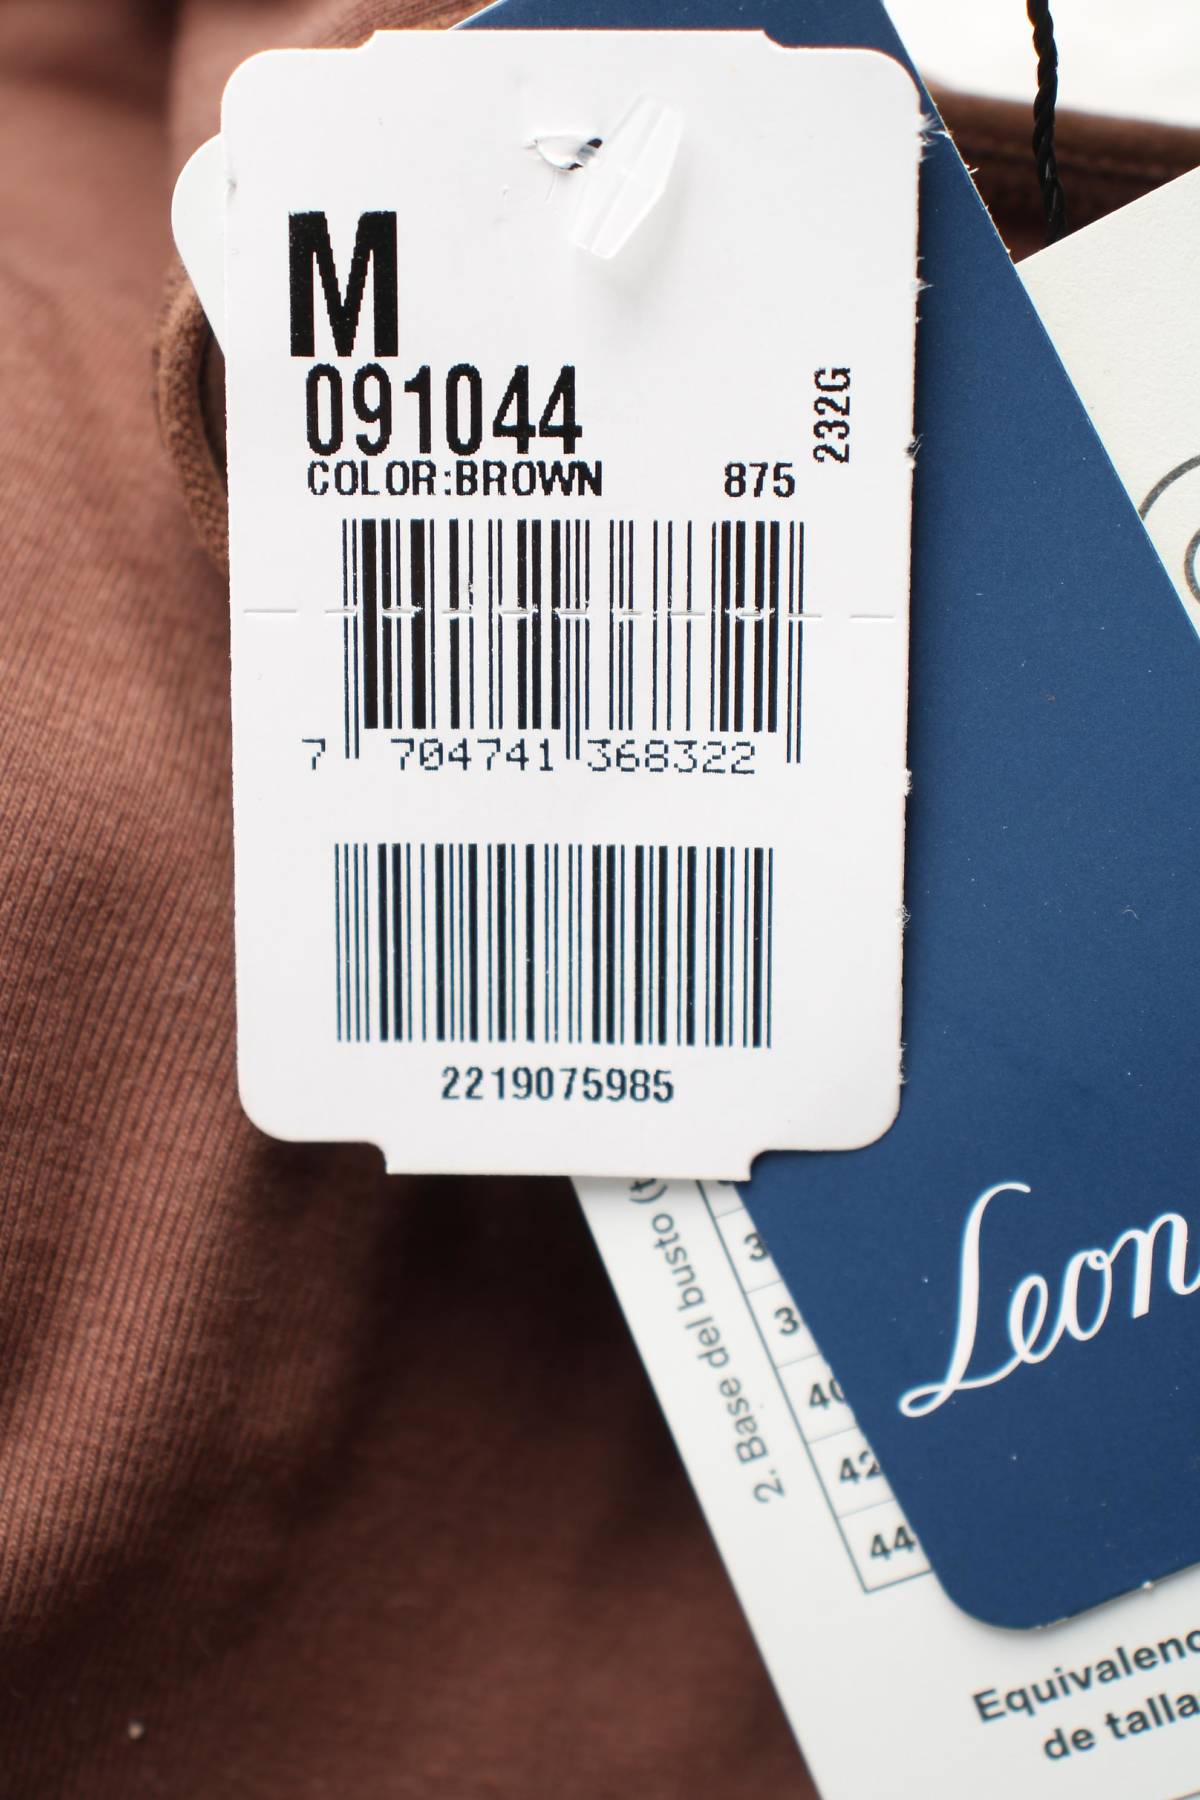 M
091044
232G
COLOR:BROWN 875
7 704741 368322
2219075985
Leon
2. Base del busto (
40
42
44
Equivalenc
de talla